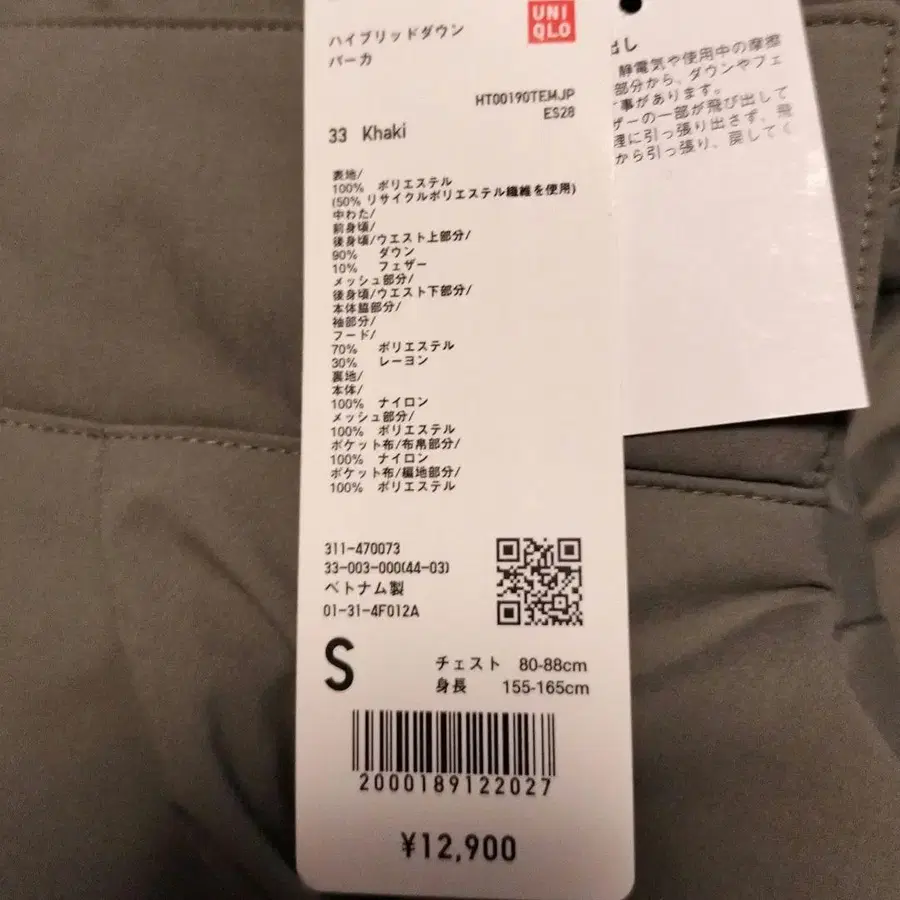 UNI
QLO
ハイブリッドダウン
パーカ
HT00190TEMJP
ES28
33 Khaki
表地/
100% ポリエステル
(50% リサイクルポリエステル繊維を使用)
中わた/
前身頃/
後身頃/ウエスト上部分/
90% ダウン
10% フェザー
メッシュ部分/
後身頃/ウエスト下部分/
本体脇部分/
袖部分/
フード/
70% ポリエステル
30% レーヨン
裏地/
本体/
100% ナイロン
メッシュ部分/
100% ポリエステル
ポケット布/布帛部分/
100% ナイロン
ポケット布/編地部分/
100% ポリエステル
311-470073
33-003-000(44-03)
ベトナム製
01-31-4F012A
S
チェスト 80-88cm
身長 155-165cm
2000189122027
¥12,900
出し
静電気や使用中の摩擦
部分から、ダウンやフェ
事があります。
ザーの一部が飛び出して
理に引っ張り出さず、飛
から引っ張り、戻してく